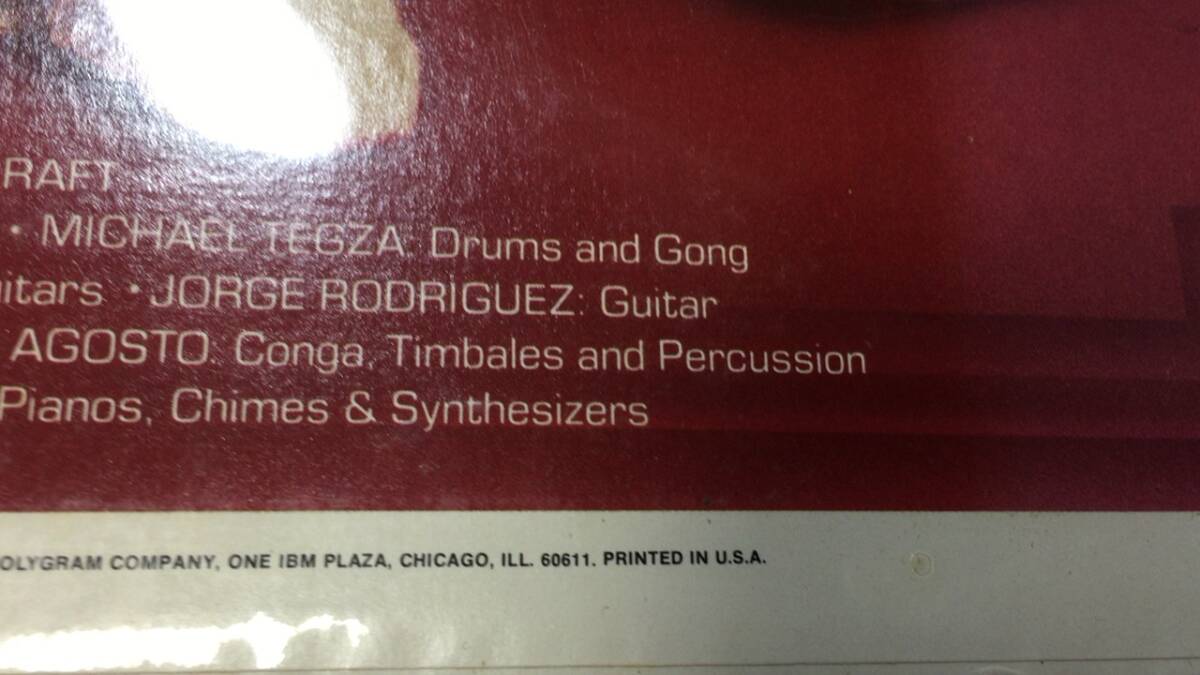 RAFT
• MICHAEL TEGZA: Drums and Gong
itars • JORGE RODRIGUEZ: Guitar
AGOSTO: Conga, Timbales and Percussion
Pianos, Chimes & Synthesizers
OLYGRAM COMPANY, ONE IBM PLAZA, CHICAGO, ILL. 60611. PRINTED IN U.S.A.